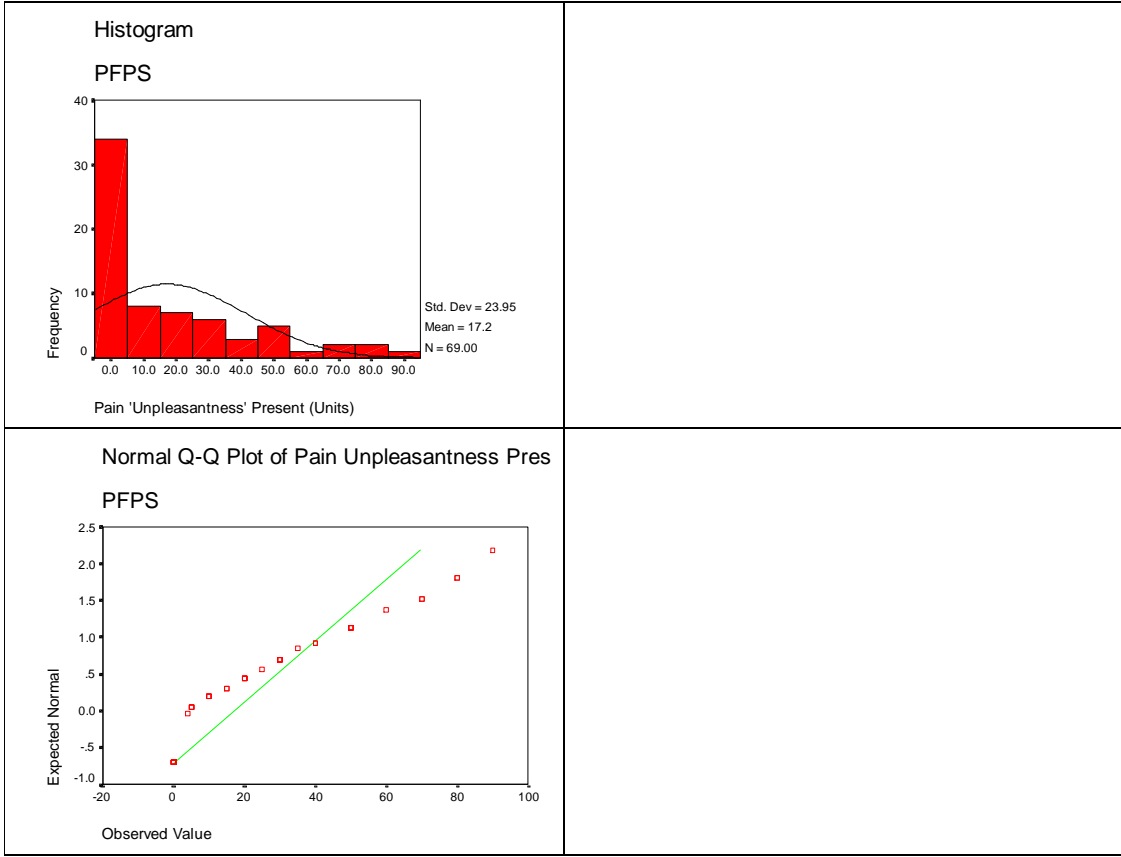 Histogram
PFPS
40
30
20
10
0
Frequency
0.0 10.0 20.0 30.0 40.0 50.0 60.0 70.0 80.0 90.0
Pain 'Unpleasantness' Present (Units)
Std. Dev = 23.95
Mean = 17.2
N = 69.00
Normal Q-Q Plot of Pain Unpleasantness Pres
PFPS
2.5
2.0
1.5
1.0
.5
0.0
-.5
-1.0
Expected Normal
-20 0 20 40 60 80 100
Observed Value